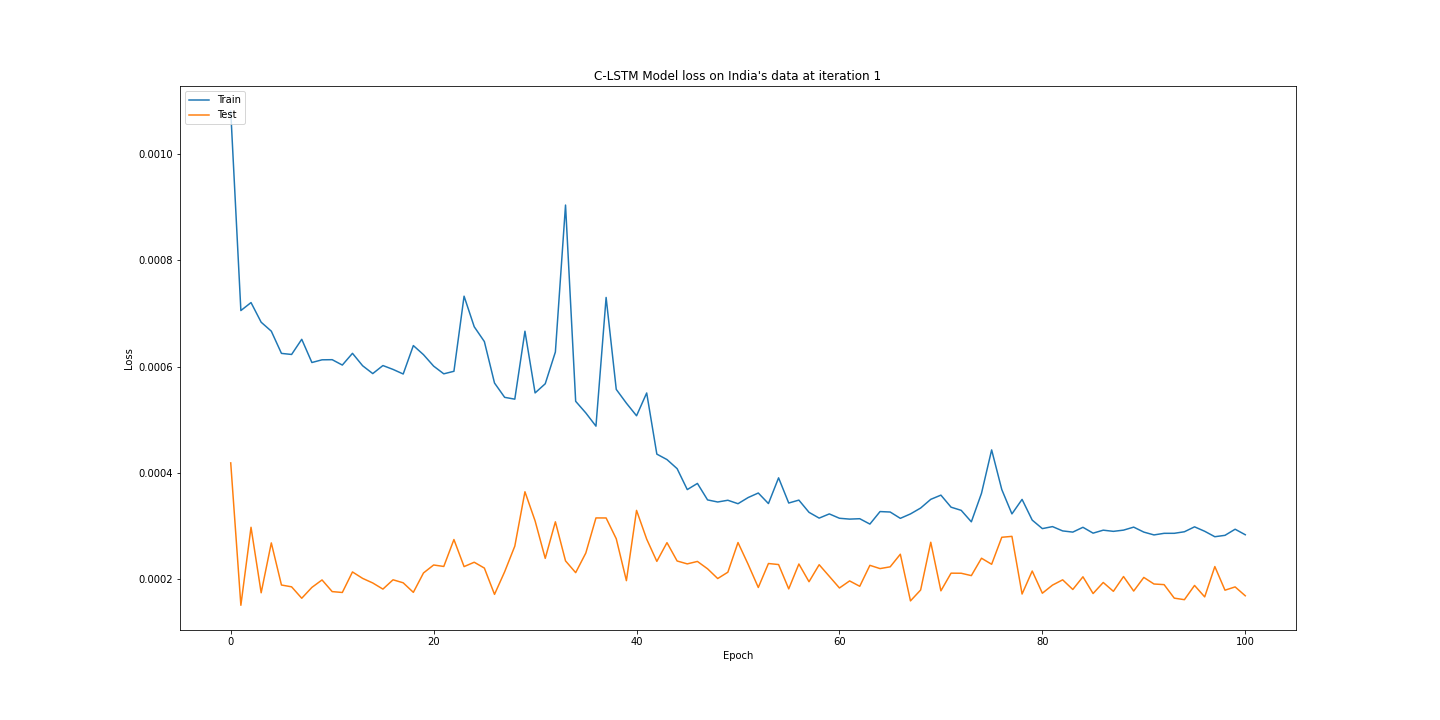 C-LSTM Model loss on India's data at iteration 1
Train
Test
0.0010
0.0008
0.0006
0.0004
0.0002
Loss
0 20 40 60 80 100
Epoch